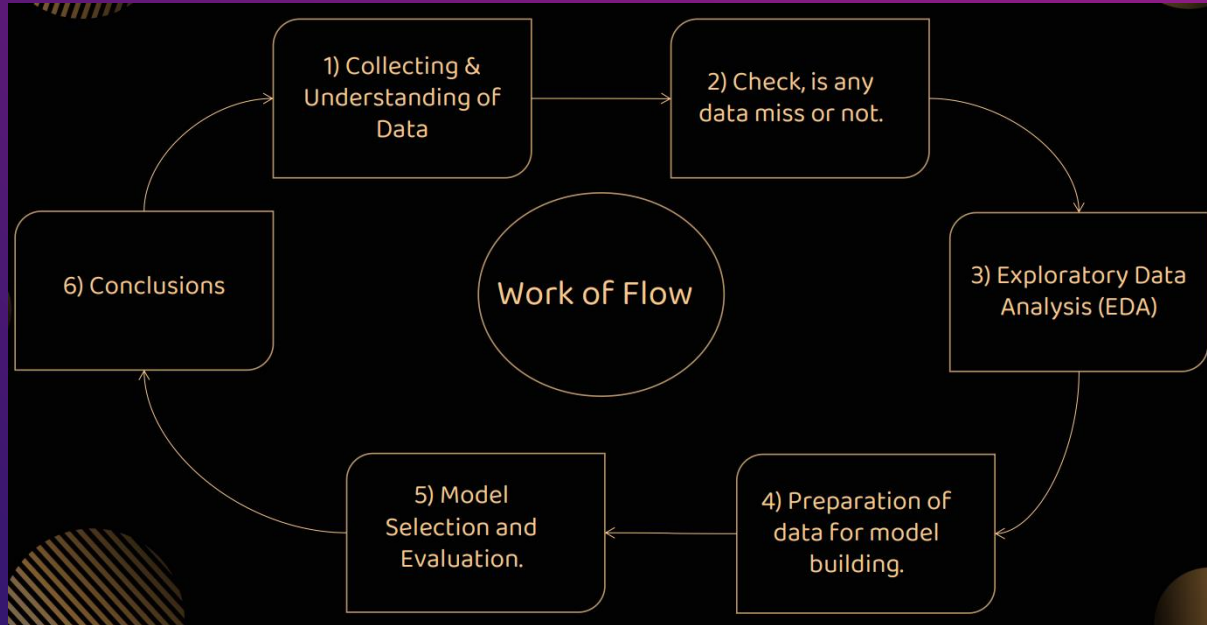 1) Collecting &
Understanding of
Data
2) Check, is any
data miss or not.
3) Exploratory Data
Analysis (EDA)
4) Preparation of
data for model
building.
5) Model
Selection and
Evaluation.
6) Conclusions
Work of Flow